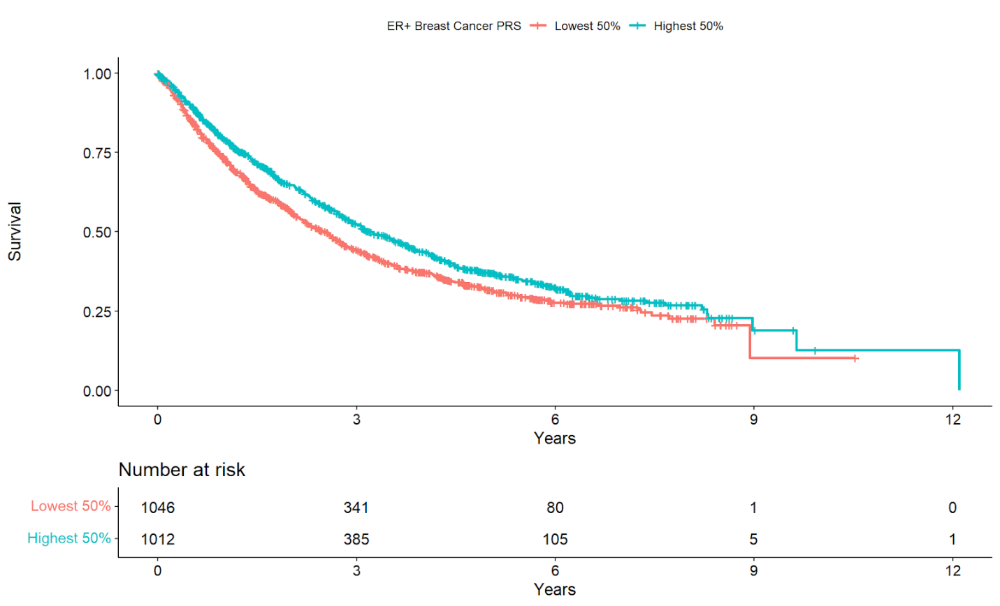 ER+ Breast Cancer PRS Lowest 50% Highest 50%
1.00
0.75
0.50
0.25
0.00
Survival
0 3 6 9 12
Years
Number at risk
Lowest 50% 1046 341 80 1 0
Highest 50% 1012 385 105 5 1
0 3 6 9 12
Years